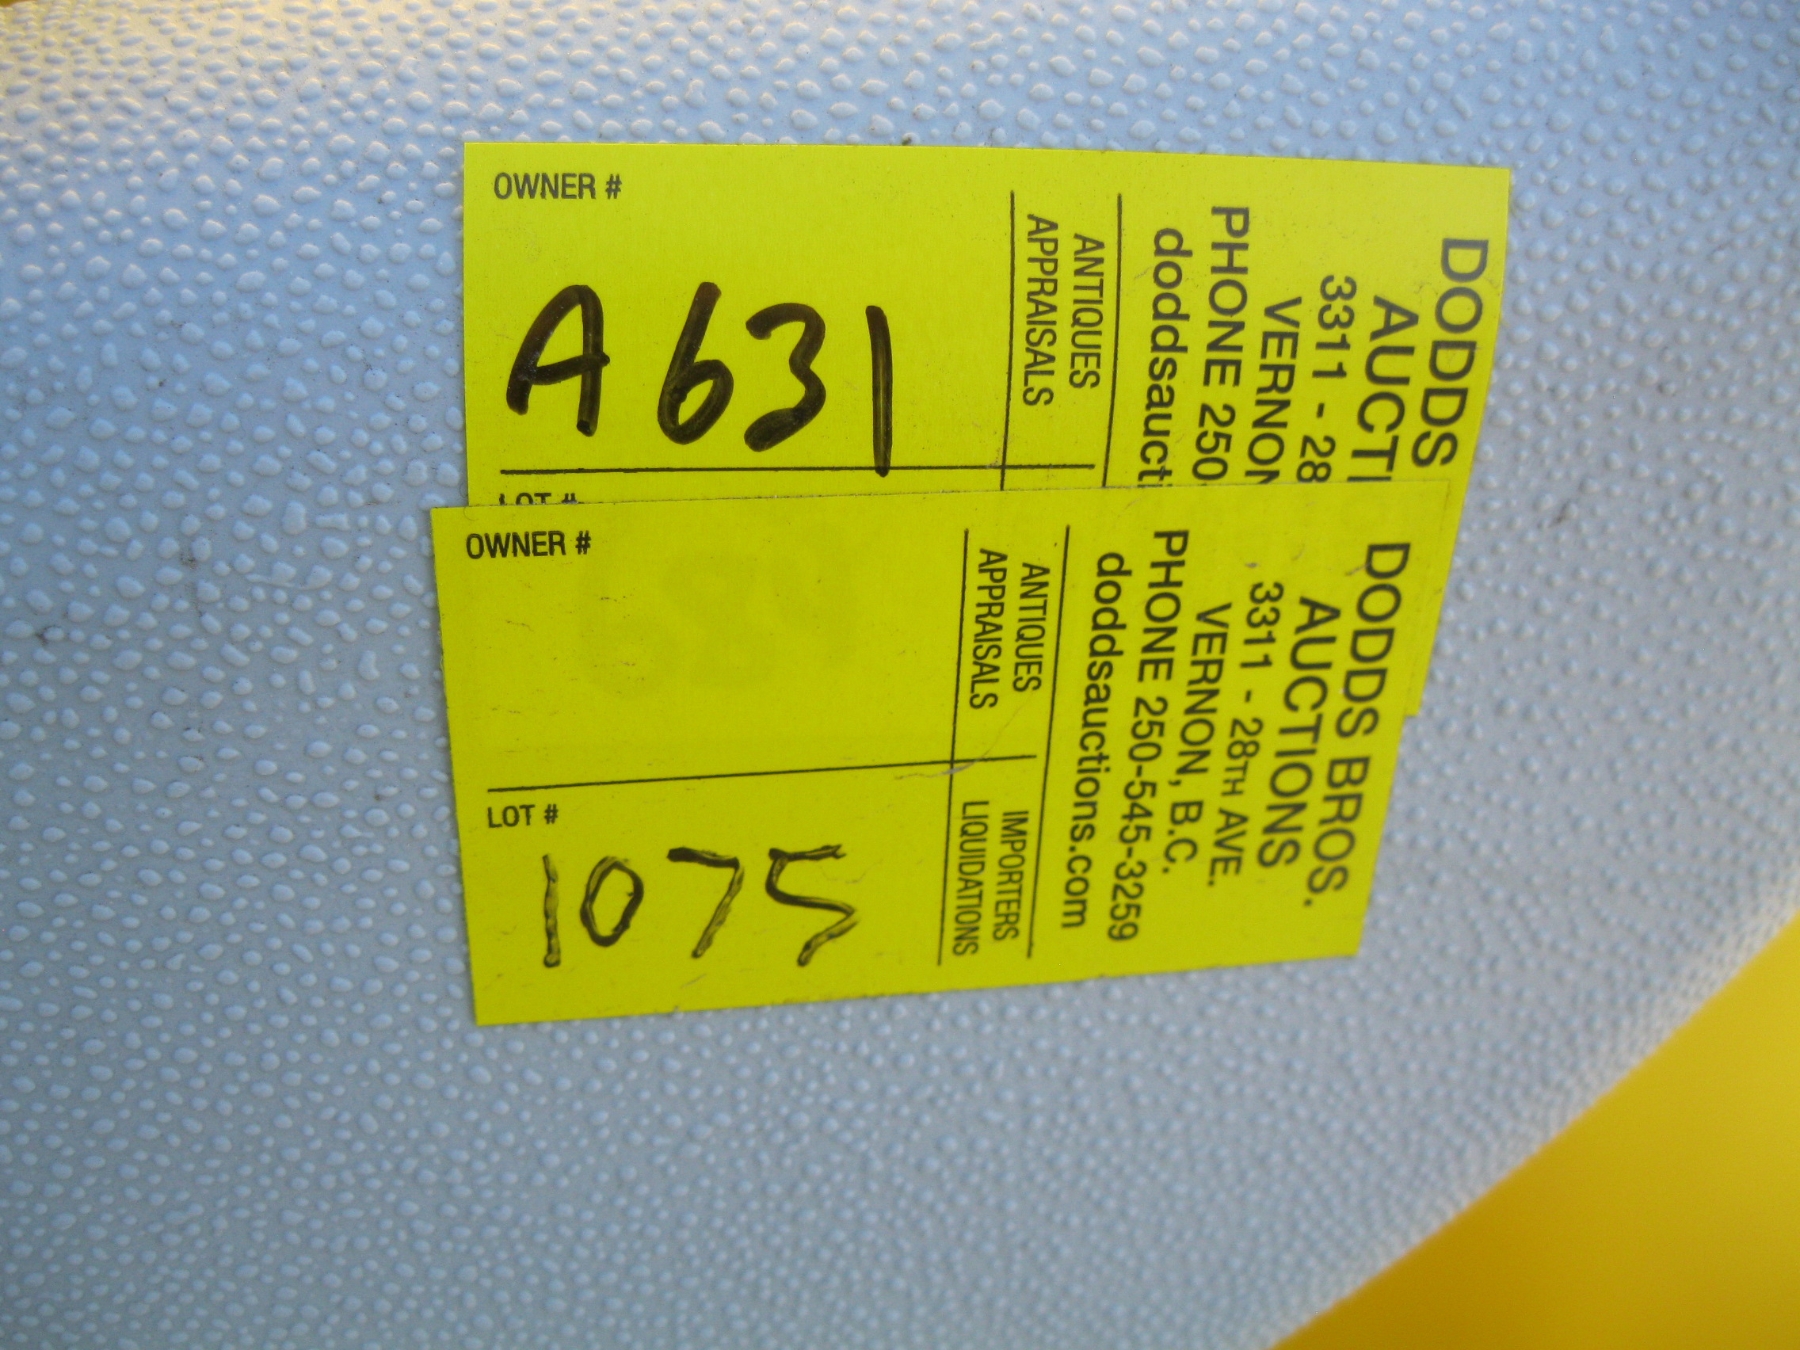 OWNER #
A631
LOT #
ANTIQUES
APPRAISALS
DODDS
AUCTI
3311 - 28
VERNON
PHONE 250
doddsaucti
OWNER #
LOT #
1075
ANTIQUES
APPRAISALS
IMPORTERS
LIQUIDATIONS
DODDS BROS.
AUCTIONS
3311 - 28TH AVE.
VERNON, B.C.
PHONE 250-545-3259
doddsauctions.com